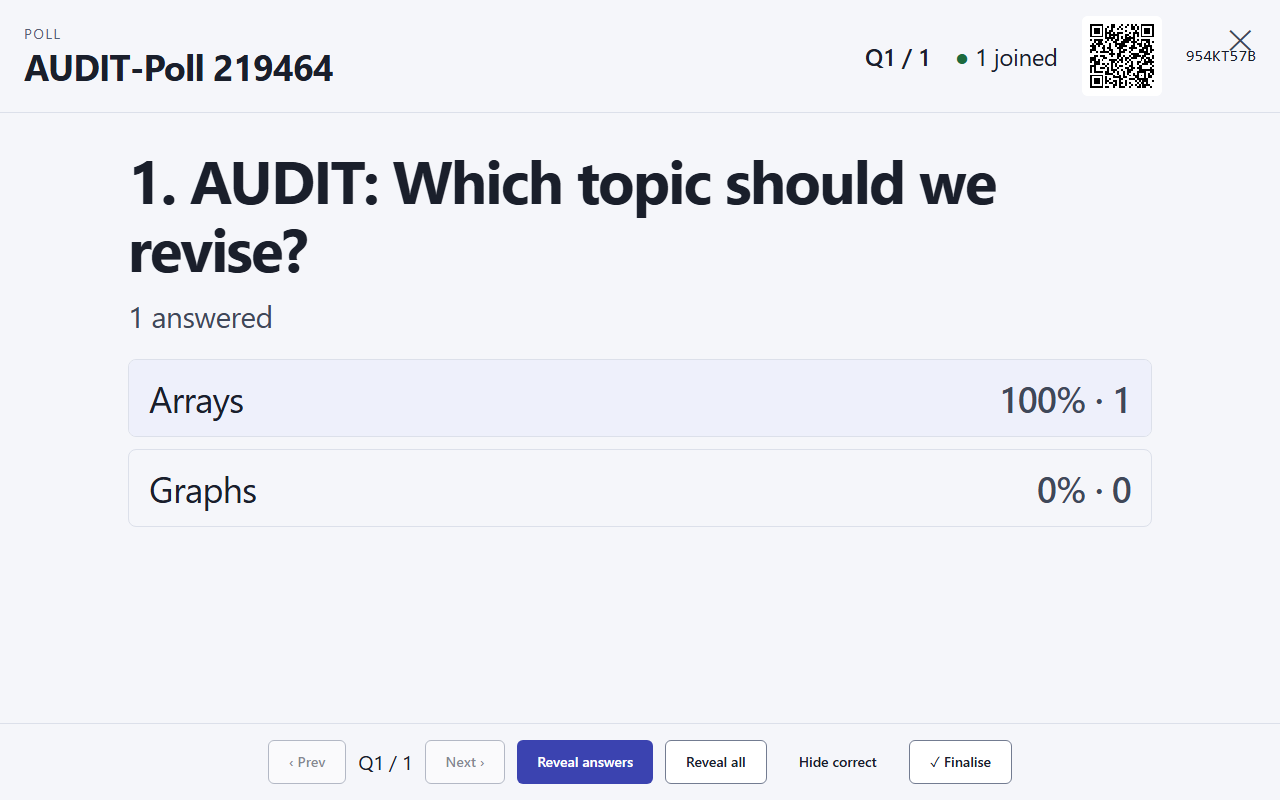 POLL
AUDIT-Poll 219464
Q1 / 1
1 joined
954KT57B
1. AUDIT: Which topic should we
revise?
1 answered
Arrays
100% · 1
Graphs
0% · 0
‹ Prev
Q1 / 1
Next ›
Reveal answers
Reveal all
Hide correct
✓ Finalise